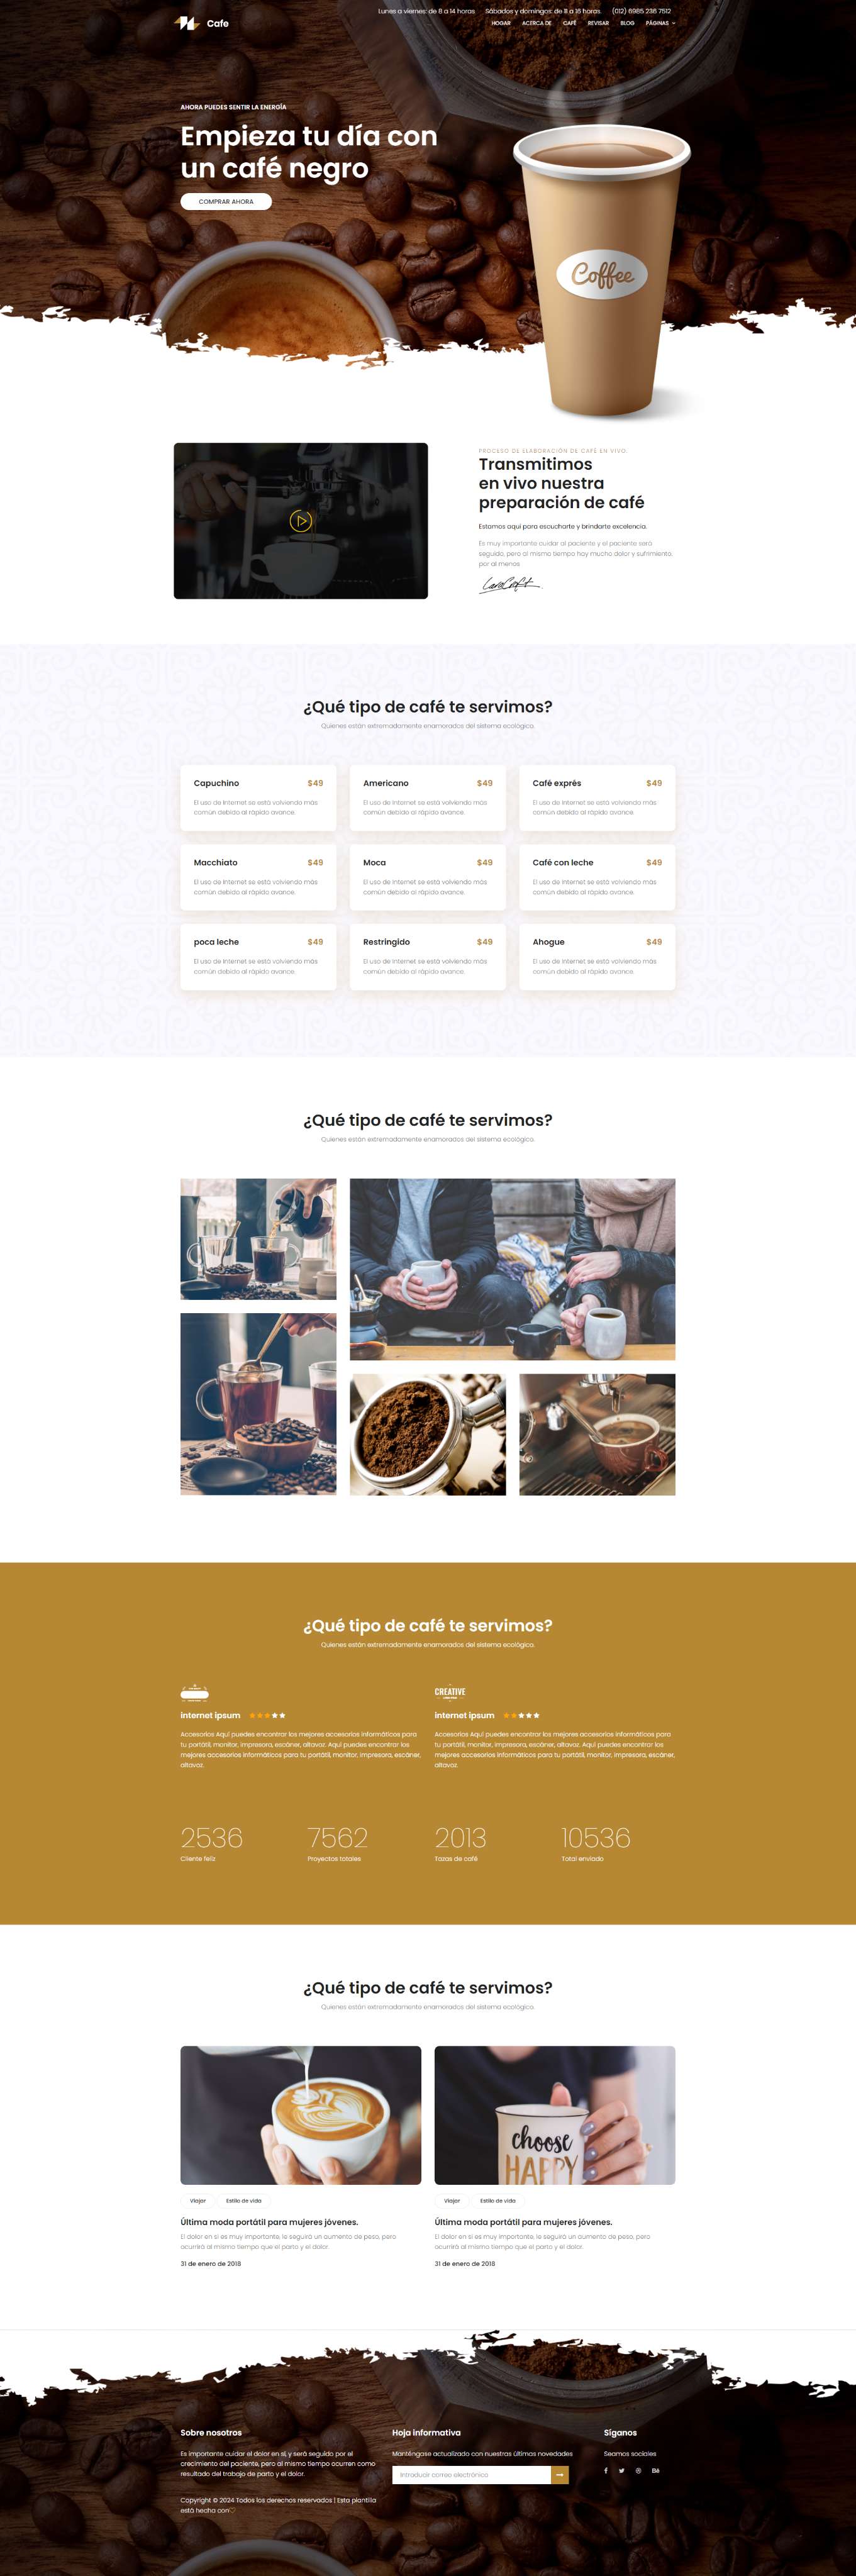 Lunes a viernes: de 8 a 14 horas Sábados y domingos: de 11 a 16 horas. (012) 6985 236 7512
Cafe
HOGAR ACERCA DE CAFÉ REVISAR BLOG PÁGINAS
AHORA PUEDES SENTIR LA ENERGÍA
Empieza tu día con
un café negro
COMPRAR AHORA
Coffee
PROCESO DE ELABORACIÓN DE CAFÉ EN VIVO.
Transmitimos
en vivo nuestra
preparación de café
Estamos aquí para escucharte y brindarte excelencia.
Es muy importante cuidar al paciente y el paciente será
seguido, pero al mismo tiempo hay mucho dolor y sufrimiento.
por al menos
¿Qué tipo de café te servimos?
Quienes están extremadamente enamorados del sistema ecológico.
Capuchino $49
El uso de Internet se está volviendo más
común debido al rápido avance.
Americano $49
El uso de Internet se está volviendo más
común debido al rápido avance.
Café exprés $49
El uso de Internet se está volviendo más
común debido al rápido avance.
Macchiato $49
El uso de Internet se está volviendo más
común debido al rápido avance.
Moca $49
El uso de Internet se está volviendo más
común debido al rápido avance.
Café con leche $49
El uso de Internet se está volviendo más
común debido al rápido avance.
poca leche $49
El uso de Internet se está volviendo más
común debido al rápido avance.
Restringido $49
El uso de Internet se está volviendo más
común debido al rápido avance.
Ahogue $49
El uso de Internet se está volviendo más
común debido al rápido avance.
¿Qué tipo de café te servimos?
Quienes están extremadamente enamorados del sistema ecológico.
¿Qué tipo de café te servimos?
Quienes están extremadamente enamorados del sistema ecológico.
internet ipsum
Accesorios Aquí puedes encontrar los mejores accesorios informáticos para
tu portátil, monitor, impresora, escáner, altavoz. Aquí puedes encontrar los
mejores accesorios informáticos para tu portátil, monitor, impresora, escáner,
altavoz.
CREATIVE
internet ipsum
Accesorios Aquí puedes encontrar los mejores accesorios informáticos para
tu portátil, monitor, impresora, escáner, altavoz. Aquí puedes encontrar los
mejores accesorios informáticos para tu portátil, monitor, impresora, escáner,
altavoz.
2536
Cliente feliz
7562
Proyectos totales
2013
Tazas de café
10536
Total enviado
¿Qué tipo de café te servimos?
Quienes están extremadamente enamorados del sistema ecológico.
choose
HAPPY
Viajar Estilo de vida
Última moda portátil para mujeres jóvenes.
El dolor en sí es muy importante, le seguirá un aumento de peso, pero
ocurrirá al mismo tiempo que el parto y el dolor.
31 de enero de 2018
Viajar Estilo de vida
Última moda portátil para mujeres jóvenes.
El dolor en sí es muy importante, le seguirá un aumento de peso, pero
ocurrirá al mismo tiempo que el parto y el dolor.
31 de enero de 2018
Sobre nosotros
Es importante cuidar el dolor en sí, y será seguido por el
crecimiento del paciente, pero al mismo tiempo ocurren como
resultado del trabajo de parto y el dolor.
Copyright © 2024 Todos los derechos reservados | Esta plantilla
está hecha con♡
Hoja informativa
Manténgase actualizado con nuestras últimas novedades
Introducir correo electrónico
Síganos
Seamos sociales